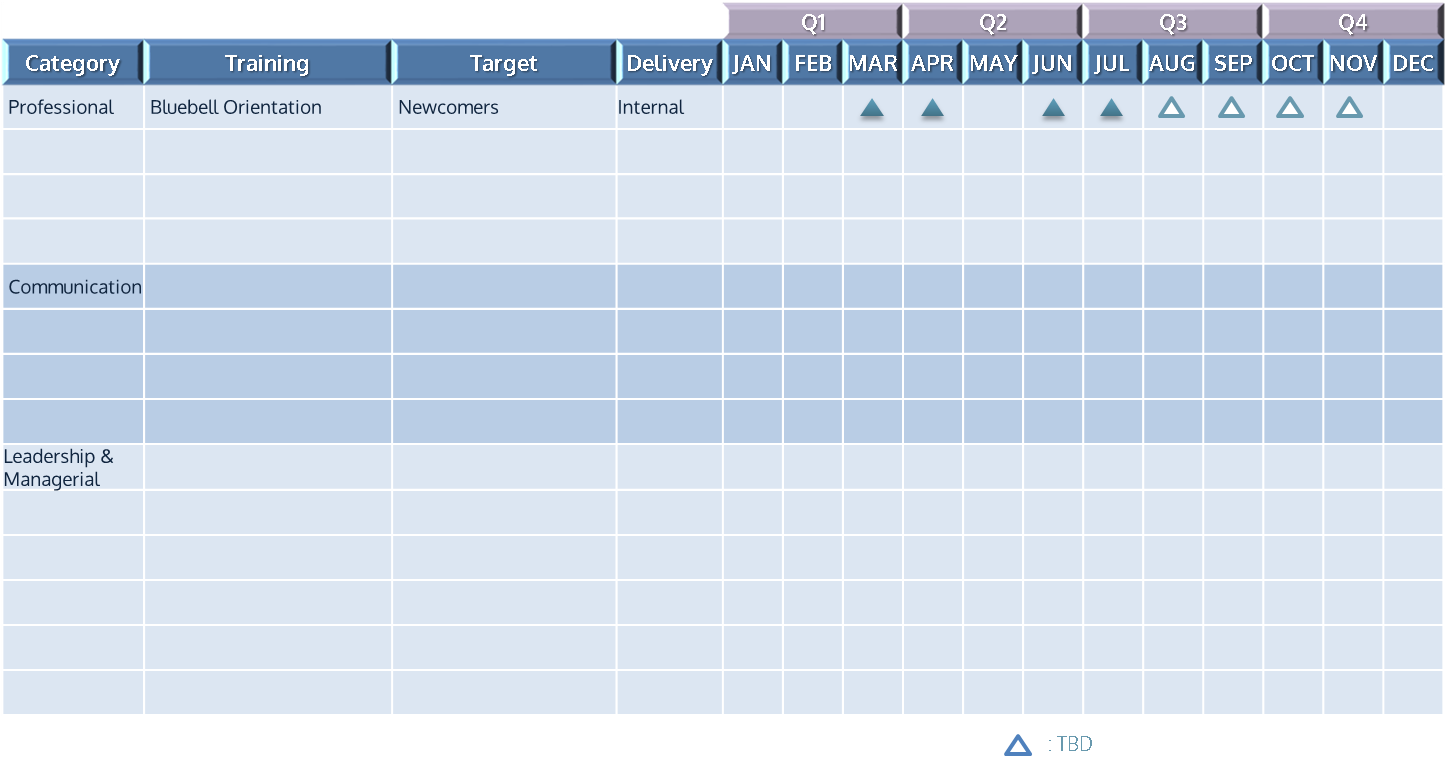 Q1 Q2 Q3 Q4
Category Training Target Delivery JAN FEB MAR APR MAY JUN JUL AUG SEP OCT NOV DEC
Professional Bluebell Orientation Newcomers Internal
Communication
Leadership &
Managerial
: TBD